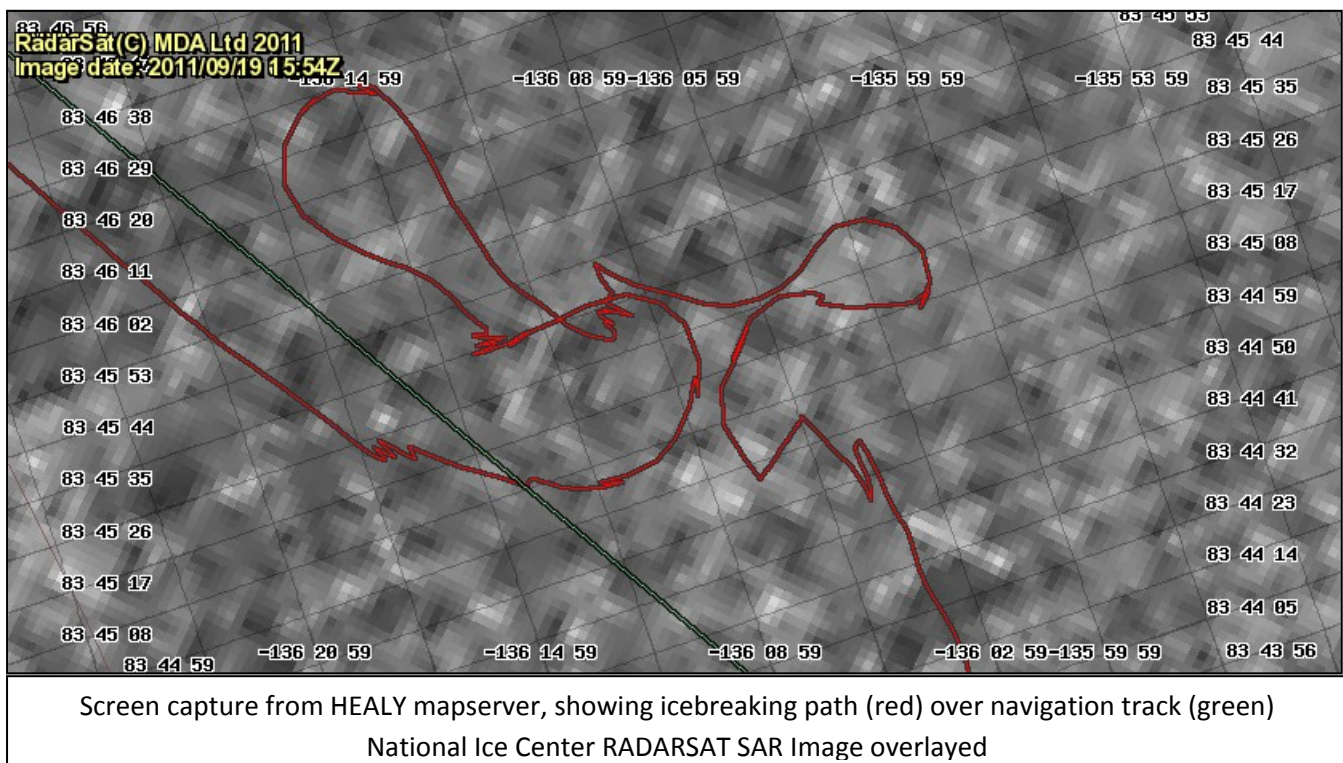 83 46 56
RadarSat(C) MDA Ltd 2011
Image date: 2011/09/19 15:54Z
83 45 53
83 45 44
14 59
-136 08 59
-136 05 59
-135 59 59
-135 53 59
83 45 35
83 46 38
83 45 26
83 46 29
83 45 17
83 46 20
83 45 08
83 46 11
83 44 59
83 46 02
83 44 50
83 45 53
83 44 41
83 45 44
83 44 32
83 45 35
83 44 23
83 45 26
83 44 14
83 45 17
83 44 05
83 45 08
83 44 59
-136 20 59
-136 14 59
-136 08 59
-136 02 59
-135 59 59
83 43 56
Screen capture from HEALY mapserver, showing icebreaking path (red) over navigation track (green)
National Ice Center RADARSAT SAR Image overlayed